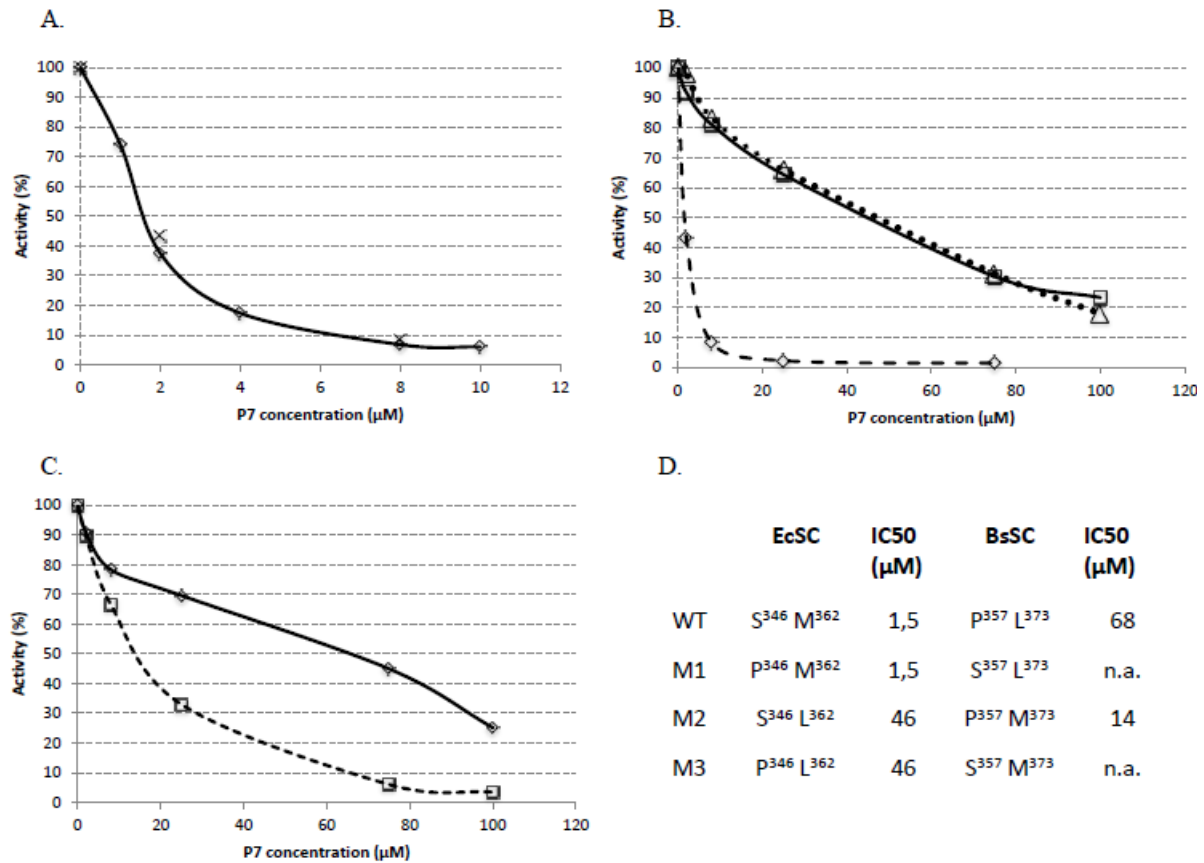 A.
B.
100
90
80
70
60
50
40
30
20
10
0
Activity (%)
0 2 4 6 8 10 12
P7 concentration (µM)
100
90
80
70
60
50
40
30
20
10
0
Activity (%)
0 20 40 60 80 100 120
P7 concentration (µM)
C.
D.
100
90
80
70
60
50
40
30
20
10
0
Activity (%)
0 20 40 60 80 100 120
P7 concentration (µM)
EcSC IC50 (µM) BsSC IC50 (µM)
WT S³⁴⁶ M³⁶² 1,5 P³⁵⁷ L³⁷³ 68
M1 P³⁴⁶ M³⁶² 1,5 S³⁵⁷ L³⁷³ n.a.
M2 S³⁴⁶ L³⁶² 46 P³⁵⁷ M³⁷³ 14
M3 P³⁴⁶ L³⁶² 46 S³⁵⁷ M³⁷³ n.a.